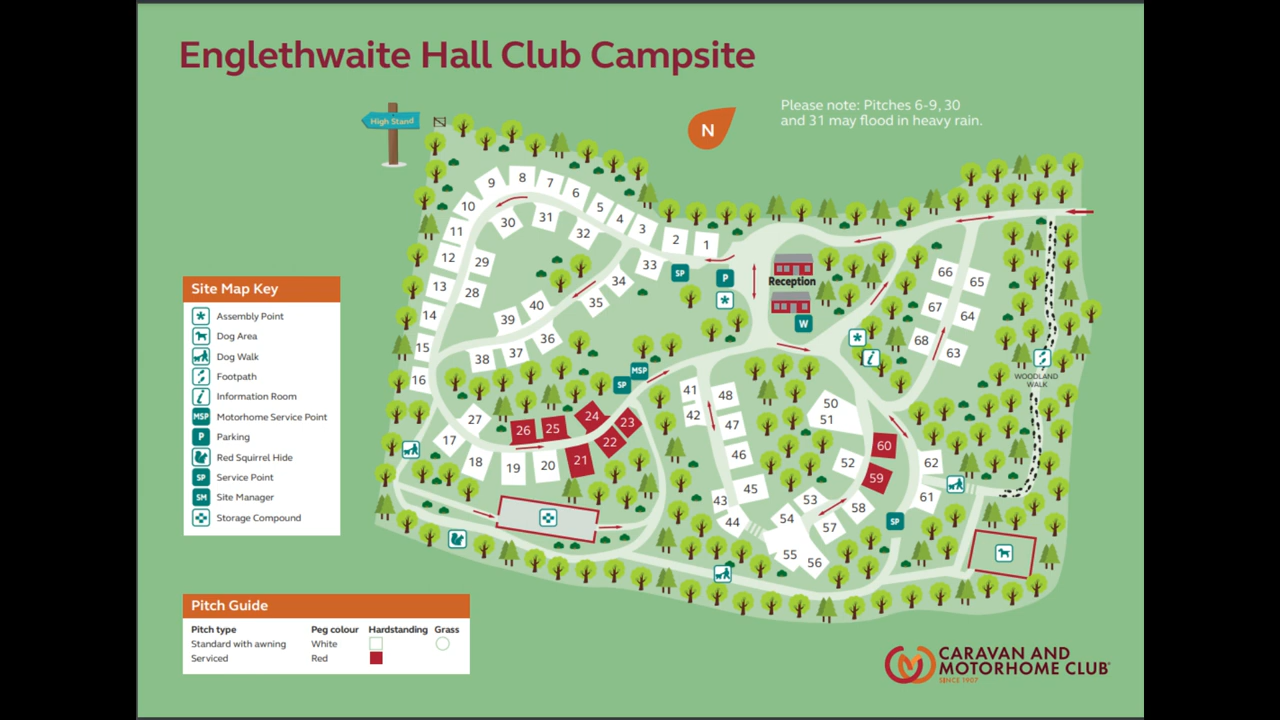 Englethwaite Hall Club Campsite
High Stand
N
Please note: Pitches 6-9, 30
and 31 may flood in heavy rain.
9 8 7 6 5 4 3 2 1
10 30 31 32
11
12 29 33 SP P
13 28 34
14 40 35
39
15 38 37 36
16
Reception
W
66 65
67 64
68 63
WOODLAND
WALK
MSP
SP
41 48
42 47
46
45
43
44
50
51
52
60
59
62
61
58
57
53
54
55
56
SP
27
17
18 19 20 21
26 25 24 23
22
Site Map Key
Assembly Point
Dog Area
Dog Walk
Footpath
Information Room
MSP Motorhome Service Point
P Parking
Red Squirrel Hide
SP Service Point
SM Site Manager
Storage Compound
Pitch Guide
Pitch type Peg colour Hardstanding Grass
Standard with awning White
Serviced Red
CARAVAN AND
MOTORHOME CLUB
SINCE 1907